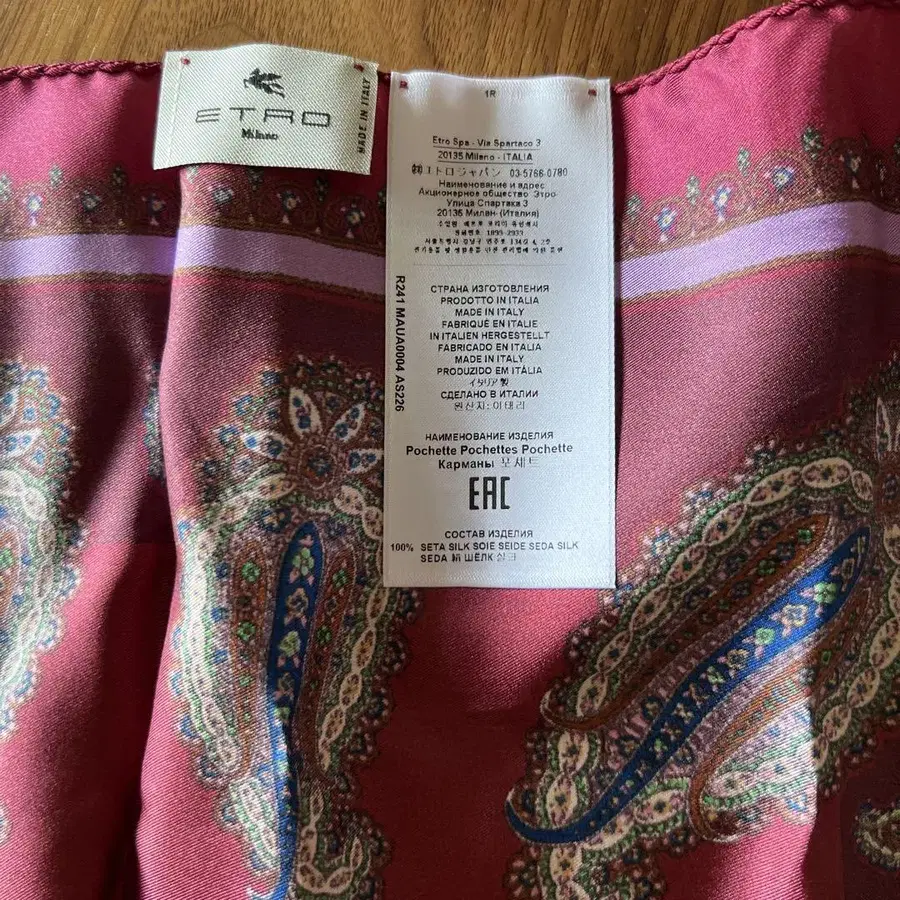 ETRO
Milano
MADE IN ITALY
1R
Etro Spa - Via Spartaco 3
20135 Milano - ITALIA
㈱エトロジャパン 03-5766-0780
Наименование и адрес
Акционерное общество Этро
Улица Спартака 3
20135 Милан (Италия)
1899-2933
R241 MAUA0004 AS226
СТРАНА ИЗГОТОВЛЕНИЯ
PRODOTTO IN ITALIA
MADE IN ITALY
FABRIQUÉ EN ITALIE
IN ITALIEN HERGESTELLT
FABRICADO EN ITALIA
MADE IN ITALY
PRODUZIDO EM ITÁLIA
イタリア製
СДЕЛАНО В ИТАЛИИ
원산지: 이태리
НАИМЕНОВАНИЕ ИЗДЕЛИЯ
Pochette Pochettes Pochette
Карманы 포셰트
EAC
СОСТАВ ИЗДЕЛИЯ
100% SETA SILK SOIE SEIDE SEDA SILK
SEDA 絹 ШЁЛК 실크